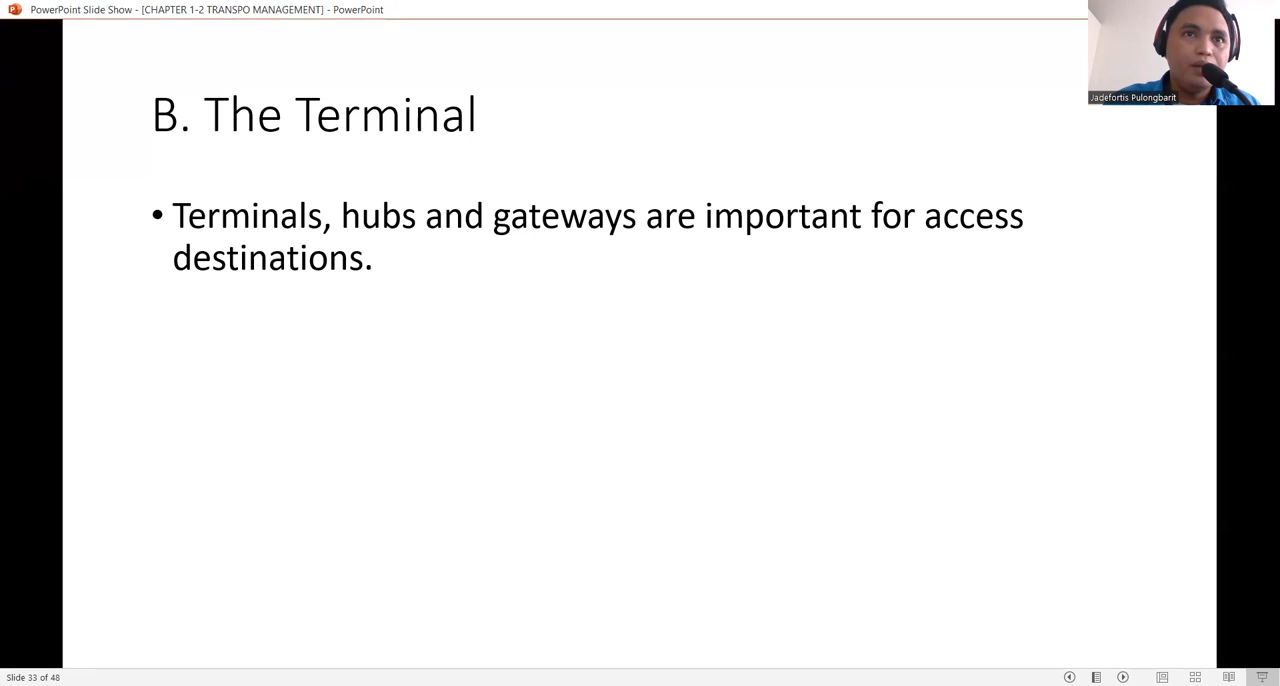 PowerPoint Slide Show - [CHAPTER 1-2 TRANSPO MANAGEMENT] - PowerPoint
Jadefortis Pulongbarit
B. The Terminal
• Terminals, hubs and gateways are important for access
destinations.
Slide 33 of 48